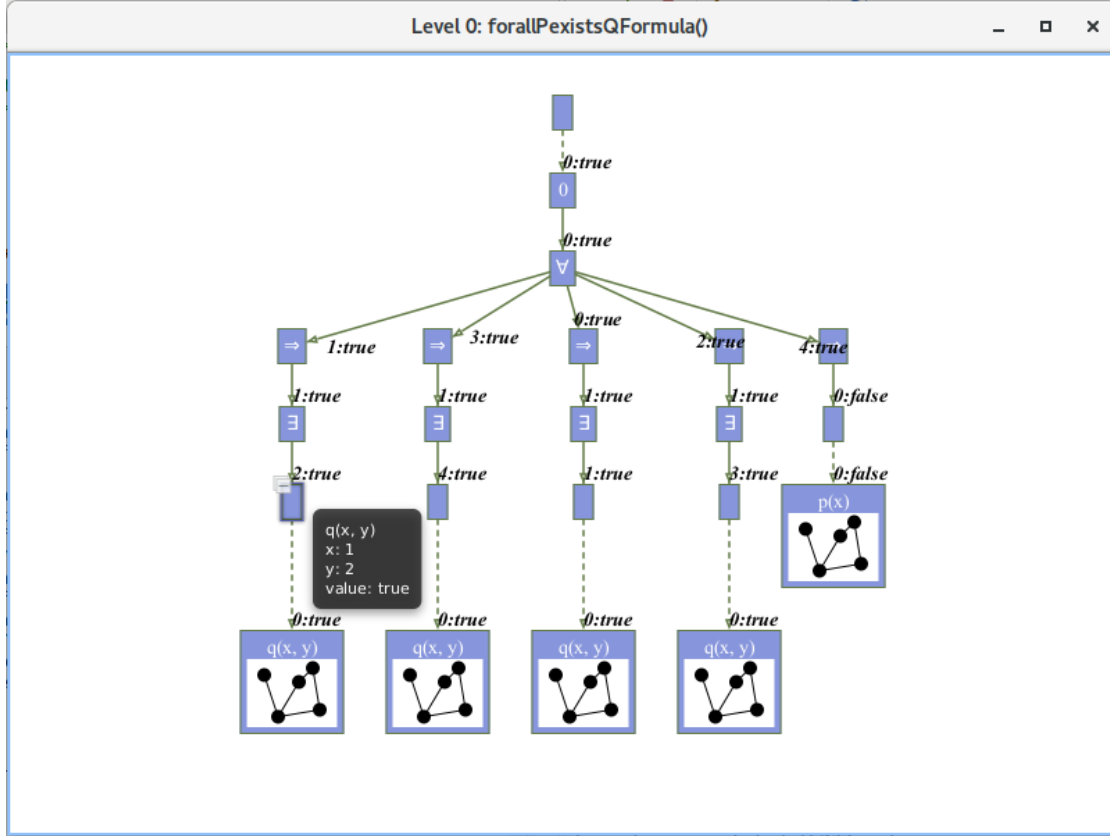 Level 0: forallPexistsQFormula()
0:true
0
0:true
∀
1:true
3:true
0:true
2:true
4:true
⇒
⇒
⇒
1:true
1:true
1:true
1:true
0:false
∃
∃
∃
∃
2:true
4:true
1:true
3:true
0:false
p(x)
q(x, y)
x: 1
y: 2
value: true
0:true
0:true
0:true
0:true
q(x, y)
q(x, y)
q(x, y)
q(x, y)